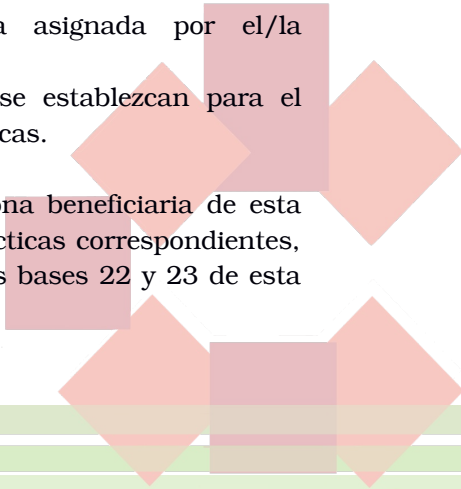 asignada por el/la
se establezcan para el
cas.
na beneficiaria de esta
cticas correspondientes,
s bases 22 y 23 de esta